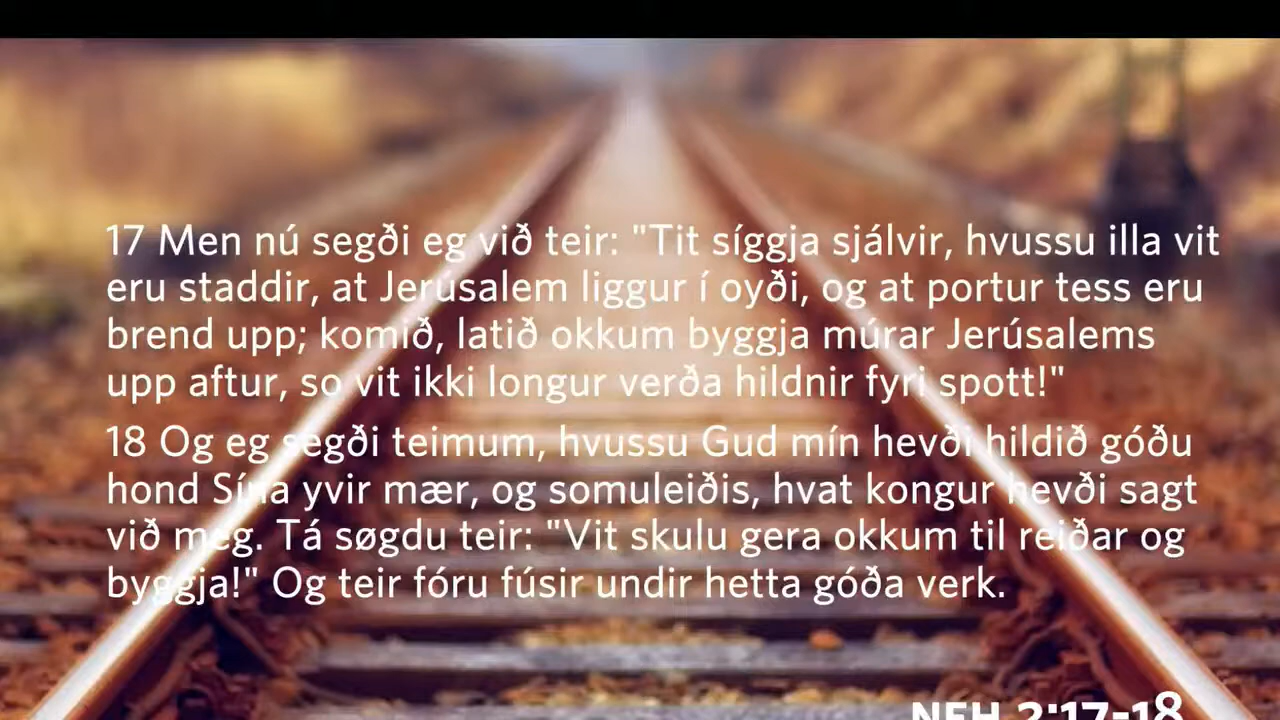 17 Men nú segði eg við teir: "Tit síggja sjálvir, hvussu illa vit
eru staddir, at Jerúsalem liggur í oyði, og at portur tess eru
brend upp; komið, latið okkum byggja múrar Jerúsalems
upp aftur, so vit ikki longur verða hildnir fyri spott!"
18 Og eg segði teimum, hvussu Gud mín hevði hildið góðu
hond Sína yvir mær, og somuleiðis, hvat kongur hevði sagt
við meg. Tá søgdu teir: "Vit skulu gera okkum til reiðar og
byggja!" Og teir fóru fúsir undir hetta góða verk.
NEH 2:17-18